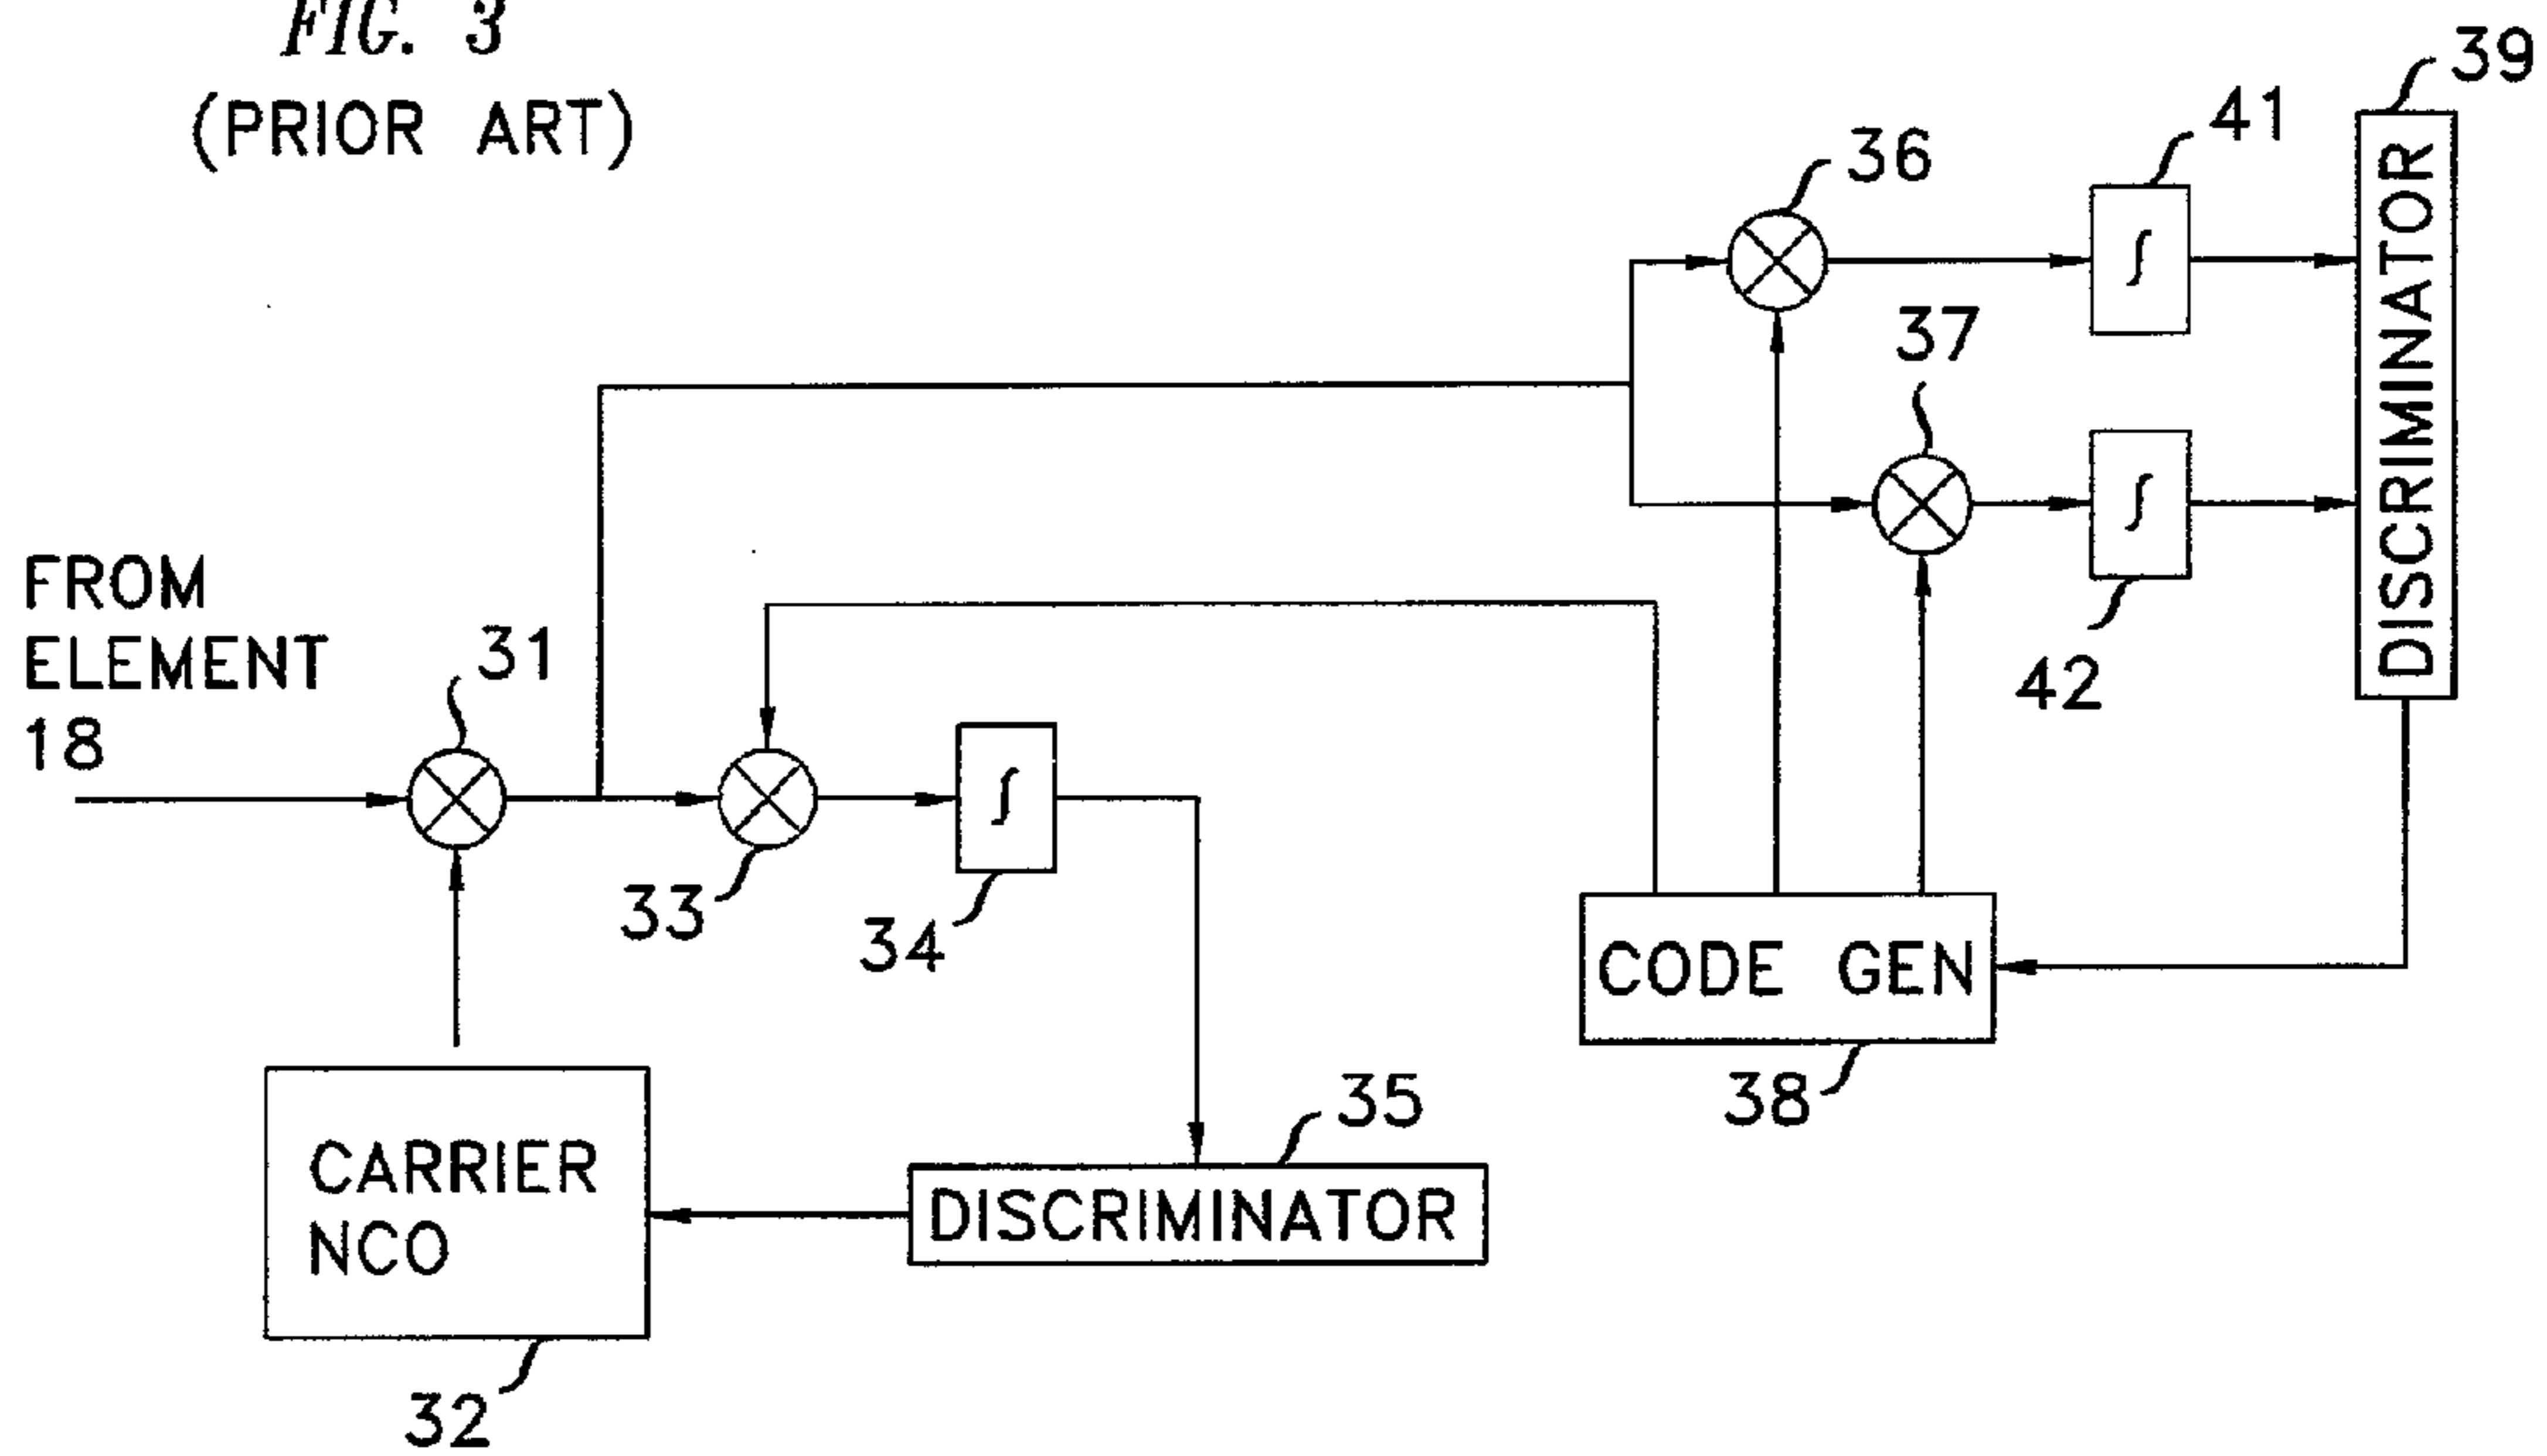 FIG. 3
(PRIOR ART)
39
41
36
∫
37
DISCRIMINATOR
∫
42
FROM
ELEMENT
18
31
∫
33
34
CODE GEN
38
35
DISCRIMINATOR
CARRIER
NCO
32